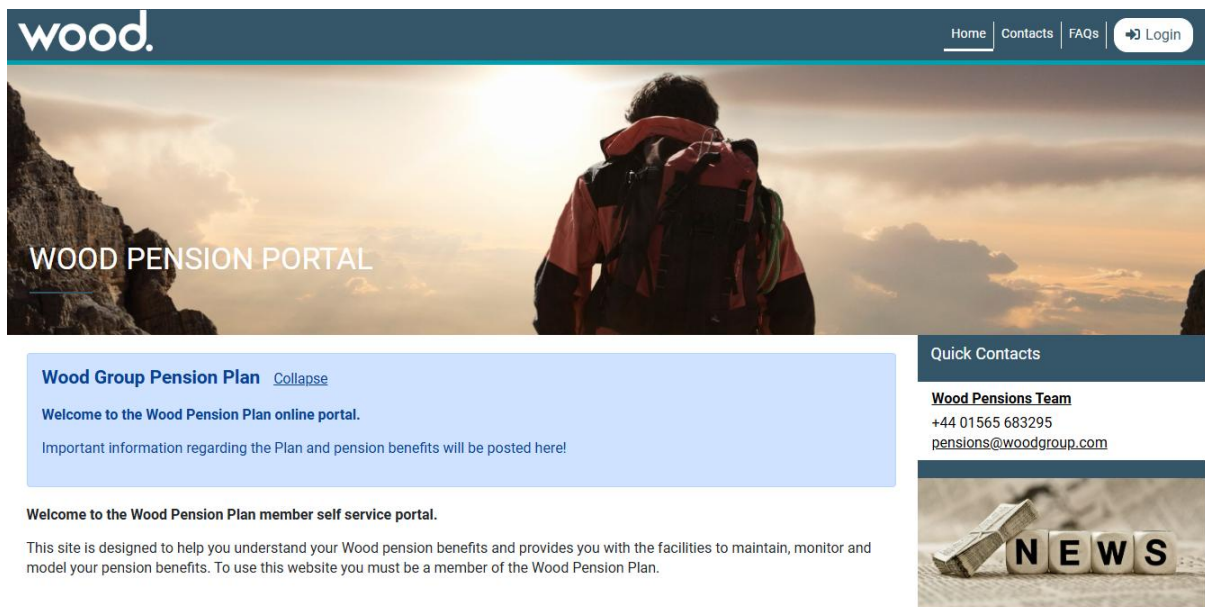 wood.
Home
Contacts
FAQs
Login
WOOD PENSION PORTAL
Wood Group Pension Plan Collapse
Welcome to the Wood Pension Plan online portal.
Important information regarding the Plan and pension benefits will be posted here!
Welcome to the Wood Pension Plan member self service portal.
This site is designed to help you understand your Wood pension benefits and provides you with the facilities to maintain, monitor and
model your pension benefits. To use this website you must be a member of the Wood Pension Plan.
Quick Contacts
Wood Pensions Team
+44 01565 683295
pensions@woodgroup.com
NEWS